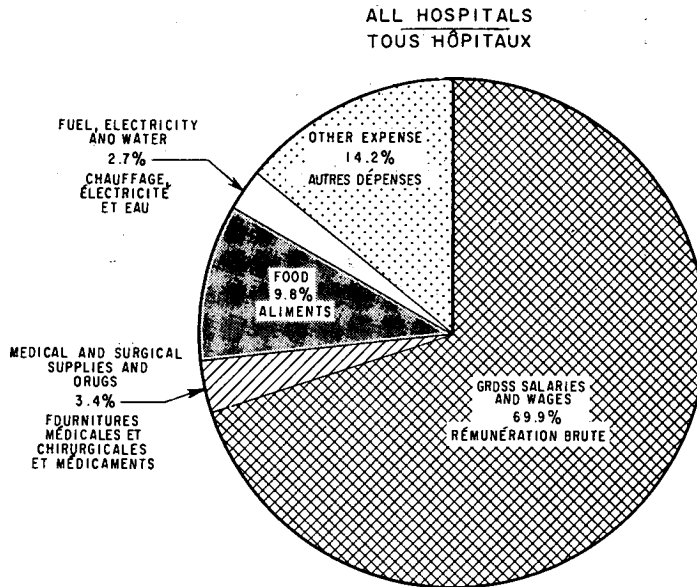 ALL HOSPITALS
TOUS HÔPITAUX
FUEL, ELECTRICITY
AND WATER
2.7%
CHAUFFAGE,
ÉLECTRICITÉ
ET EAU
OTHER EXPENSE
14.2%
AUTRES DÉPENSES
FOOD
9.8%
ALIMENTS
MEDICAL AND SURGICAL
SUPPLIES AND
DRUGS
3.4%
FOURNITURES
MÉDICALES ET
CHIRURGICALES
ET MÉDICAMENTS
GROSS SALARIES
AND WAGES
69.9%
RÉMUNÉRATION BRUTE